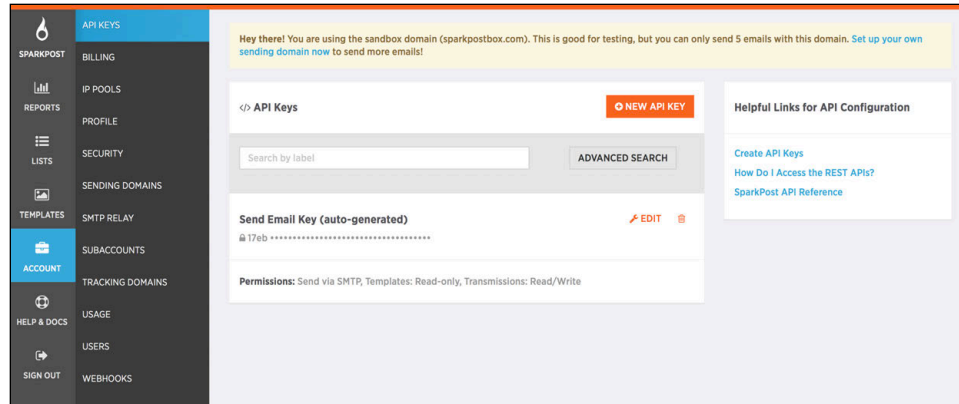 SPARKPOST
REPORTS
LISTS
TEMPLATES
ACCOUNT
HELP & DOCS
SIGN OUT
API KEYS
BILLING
IP POOLS
PROFILE
SECURITY
SENDING DOMAINS
SMTP RELAY
SUBACCOUNTS
TRACKING DOMAINS
USAGE
USERS
WEBHOOKS
Hey there! You are using the sandbox domain (sparkpostbox.com). This is good for testing, but you can only send 5 emails with this domain. Set up your own
sending domain now to send more emails!
</> API Keys
NEW API KEY
Search by label
ADVANCED SEARCH
Send Email Key (auto-generated)
EDIT
17eb ••••••••••••••••••••••••••••••••••••
Permissions: Send via SMTP, Templates: Read-only, Transmissions: Read/Write
Helpful Links for API Configuration
Create API Keys
How Do I Access the REST APIs?
SparkPost API Reference